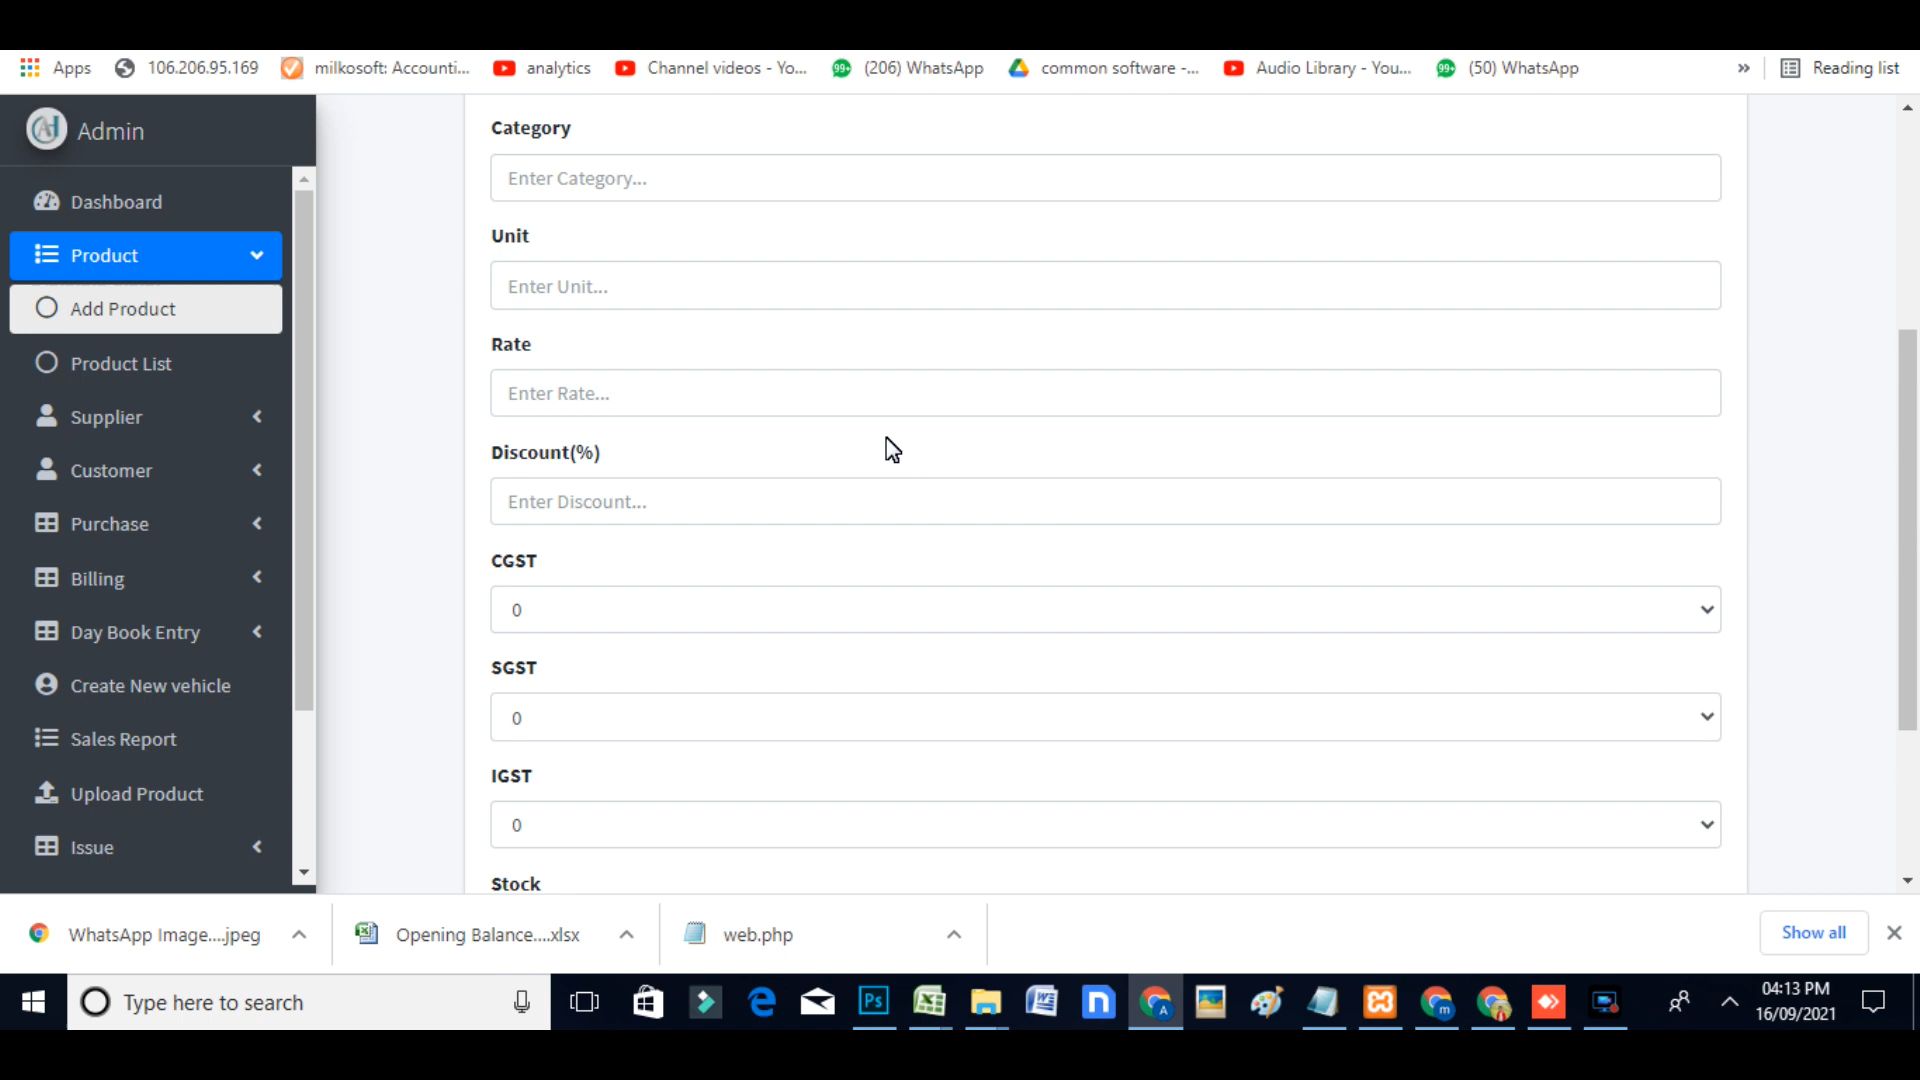 Apps 106.206.95.169 milkosoft: Accounti... analytics Channel videos - Yo... 99+ (206) WhatsApp common software -... Audio Library - You... 99+ (50) WhatsApp » Reading list
Admin
Dashboard
Product
Add Product
Product List
Supplier
Customer
Purchase
Billing
Day Book Entry
Create New vehicle
Sales Report
Upload Product
Issue
Category
Enter Category...
Unit
Enter Unit...
Rate
Enter Rate...
Discount(%)
Enter Discount...
CGST
0
SGST
0
IGST
0
Stock
WhatsApp Image....jpeg Opening Balance....xlsx web.php Show all
Type here to search Ps 04:13 PM
16/09/2021